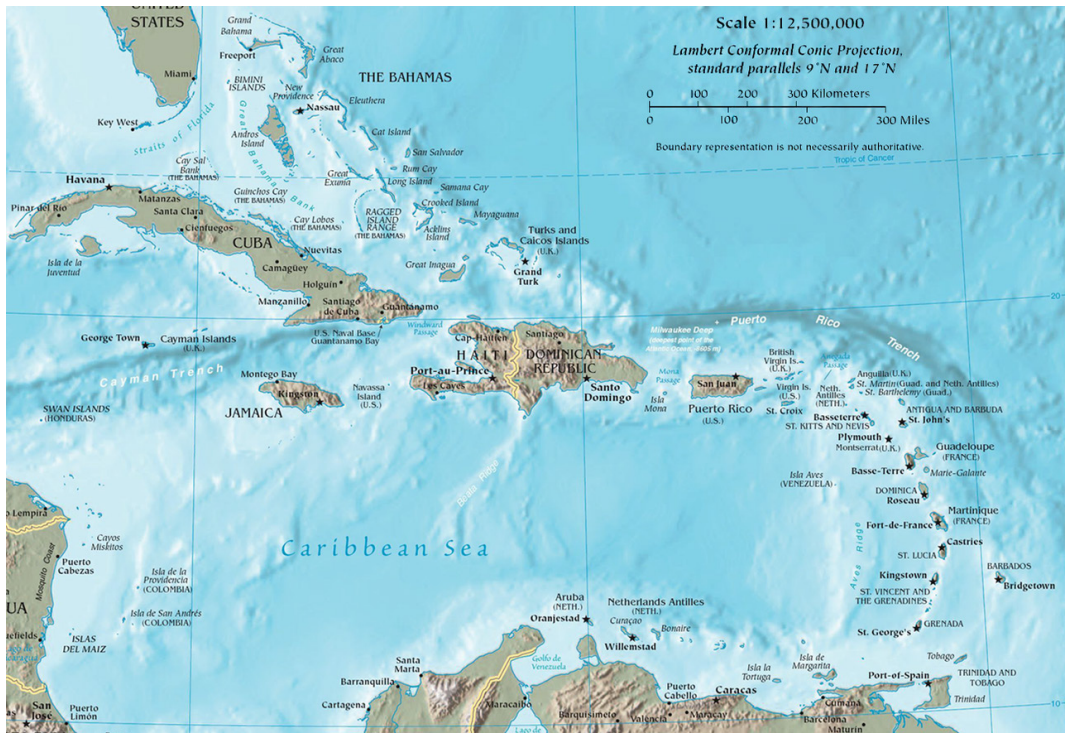 UNITED
STATES
Miami
Key West
Straits of Florida
Grand
Bahama
Freeport
Great
Abaco
BIMINI
ISLANDS
THE BAHAMAS
New
Providence
Nassau
Eleuthera
Andros
Island
Great Bahama Bank
Cat Island
San Salvador
Rum Cay
Great
Exuma
Long Island
Samana Cay
Crooked Island
Mayaguana
Acklins
Island
RAGGED
ISLAND
RANGE
(THE BAHAMAS)
Cay Sal
Bank
(THE BAHAMAS)
Guinchos Cay
(THE BAHAMAS)
Cay Lobos
(THE BAHAMAS)
Great Inagua
Turks and
Caicos Islands
(U.K.)
Grand
Turk
Scale 1:12,500,000
Lambert Conformal Conic Projection,
standard parallels 9°N and 17°N
0 100 200 300 Kilometers
0 100 200 300 Miles
Boundary representation is not necessarily authoritative.
Tropic of Cancer
Havana
Matanzas
Pinar del Río
Santa Clara
Cienfuegos
CUBA
Nuevitas
Camagüey
Holguín
Isla de la
Juventud
Manzanillo
Santiago
de Cuba
Guantánamo
U.S. Naval Base
Guantanamo Bay
Windward
Passage
20
George Town
Cayman Islands
(U.K.)
Cayman Trench
Montego Bay
Kingston
JAMAICA
Navassa
Island
(U.S.)
SWAN ISLANDS
(HONDURAS)
Cap-Haïtien
HAITI
Port-au-Prince
Les Cayes
Santiago
DOMINICAN
REPUBLIC
Santo
Domingo
Milwaukee Deep
(deepest point of the
Atlantic Ocean, -8605 m)
Puerto Rico Trench
Mona
Passage
Isla
Mona
San Juan
Puerto Rico
(U.S.)
British
Virgin Is.
(U.K.)
Virgin Is.
(U.S.)
St. Croix
Anegada
Passage
Neth.
Antilles
(NETH.)
Anguilla (U.K.)
St. Martin (Guad. and Neth. Antilles)
St. Barthelemy (Guad.)
Basseterre
ST. KITTS AND NEVIS
ANTIGUA AND BARBUDA
St. John's
Plymouth
Montserrat (U.K.)
Guadeloupe
(FRANCE)
Basse-Terre
Marie-Galante
Isla Aves
(VENEZUELA)
DOMINICA
Roseau
Martinique
(FRANCE)
Fort-de-France
Castries
ST. LUCIA
Aves Ridge
Kingstown
ST. VINCENT AND
THE GRENADINES
BARBADOS
Bridgetown
St. George's
GRENADA
Beata Ridge
Caribbean Sea
Lempira
Cayos
Miskitos
Mosquito Coast
Puerto
Cabezas
Isla de la
Providencia
(COLOMBIA)
Isla de San Andrés
(COLOMBIA)
UA
uefields
ISLAS
DEL MAIZ
San
José
Puerto
Limón
Aruba
(NETH.)
Oranjestad
Netherlands Antilles
(NETH.)
Curaçao
Bonaire
Willemstad
Santa
Marta
Barranquilla
Cartagena
Golfo de
Venezuela
Maracaibo
Lago de
Barquisimeto
Puerto
Cabello
Valencia
Maracay
Caracas
Isla la
Tortuga
Isla de
Margarita
Cumaná
Barcelona
Maturín
Port-of-Spain
Tobago
TRINIDAD AND
TOBAGO
Trinidad
10